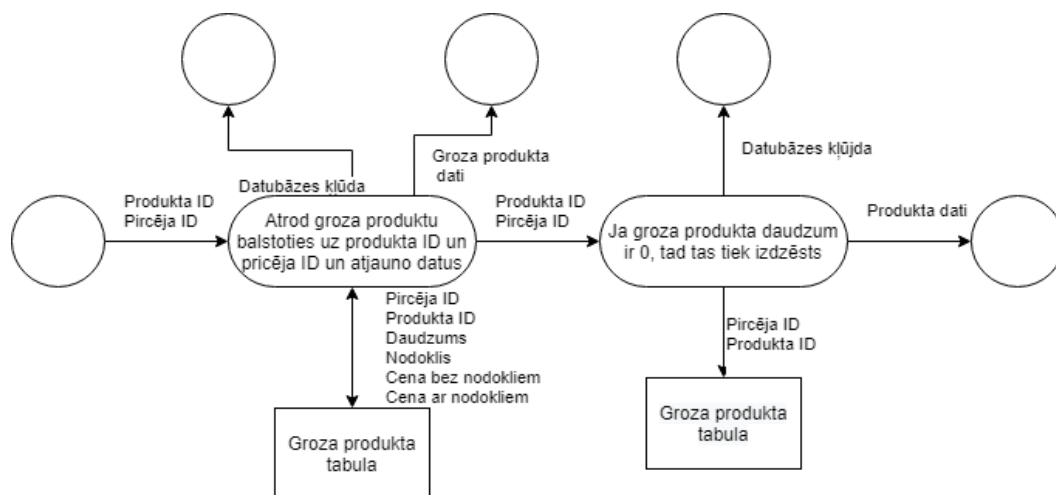 Groza produkta
dati
Datubāzes kļūjda
Produkta ID
Pircēja ID
Datubāzes kļūda
Atrod groza produktu
balstoties uz produkta ID un
pricēja ID un atjauno datus
Produkta ID
Pircēja ID
Ja groza produkta daudzum
ir 0, tad tas tiek izdzēsts
Produkta dati
Pircēja ID
Produkta ID
Daudzums
Nodoklis
Cena bez nodokliem
Cena ar nodokliem
Pircēja ID
Produkta ID
Groza produkta
tabula
Groza produkta
tabula